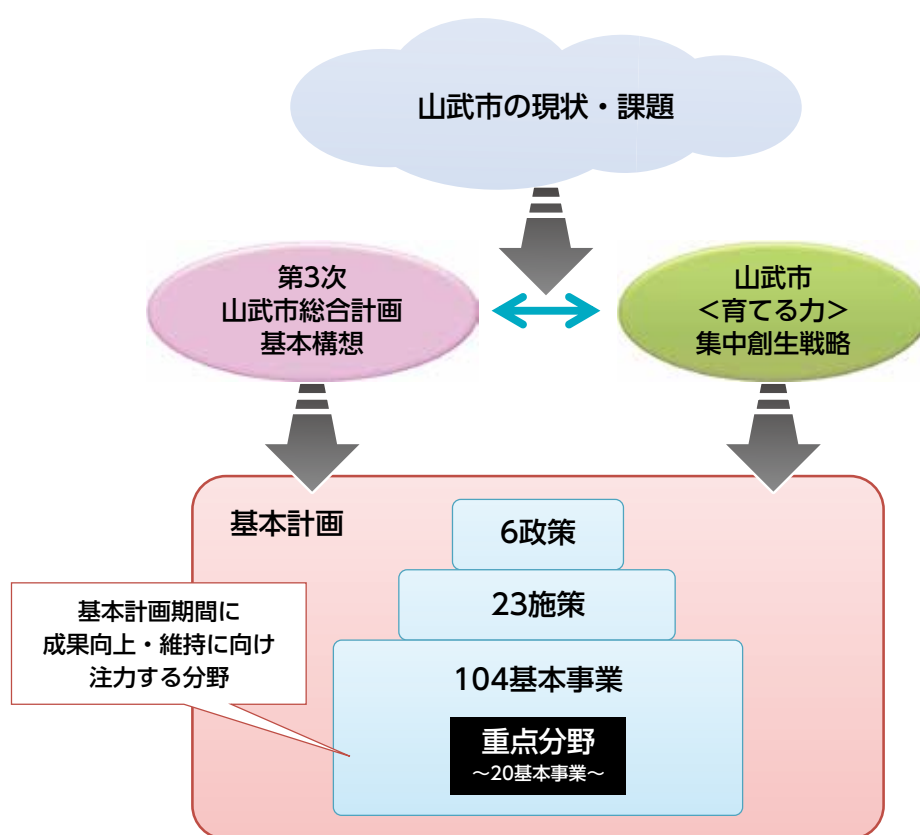 山武市の現状・課題
第3次
山武市総合計画
基本構想
山武市
＜育てる力＞
集中創生戦略
基本計画
6政策
23施策
基本計画期間に
成果向上・維持に向け
注力する分野
104基本事業
重点分野
～20基本事業～